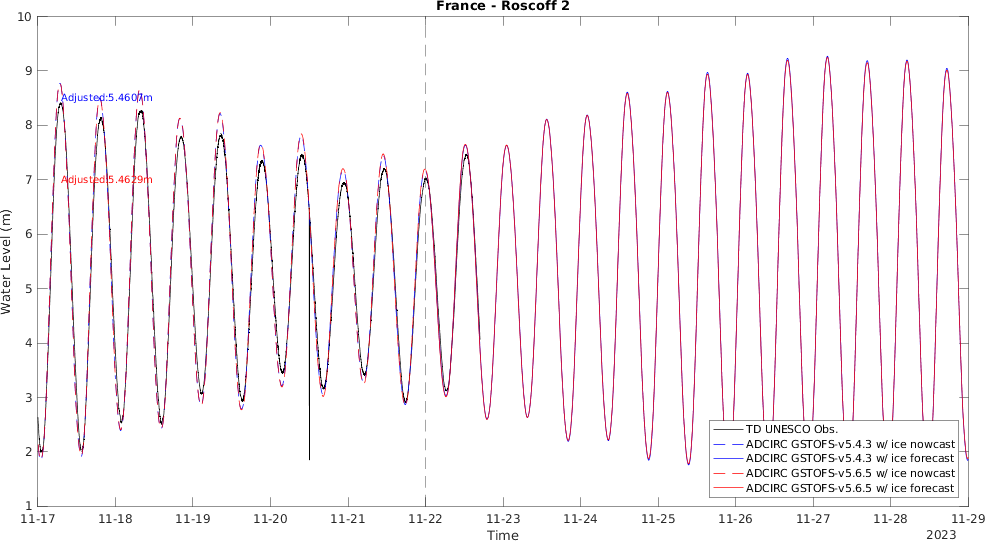 France - Roscoff 2
10
9
8
7
6
5
4
3
2
1
Water Level (m)
Adjusted:5.4607m
Adjusted:5.4629m
TD UNESCO Obs.
ADCIRC GSTOFS-v5.4.3 w/ ice nowcast
ADCIRC GSTOFS-v5.4.3 w/ ice forecast
ADCIRC GSTOFS-v5.6.5 w/ ice nowcast
ADCIRC GSTOFS-v5.6.5 w/ ice forecast
11-17 11-18 11-19 11-20 11-21 11-22 11-23 11-24 11-25 11-26 11-27 11-28 11-29
Time
2023